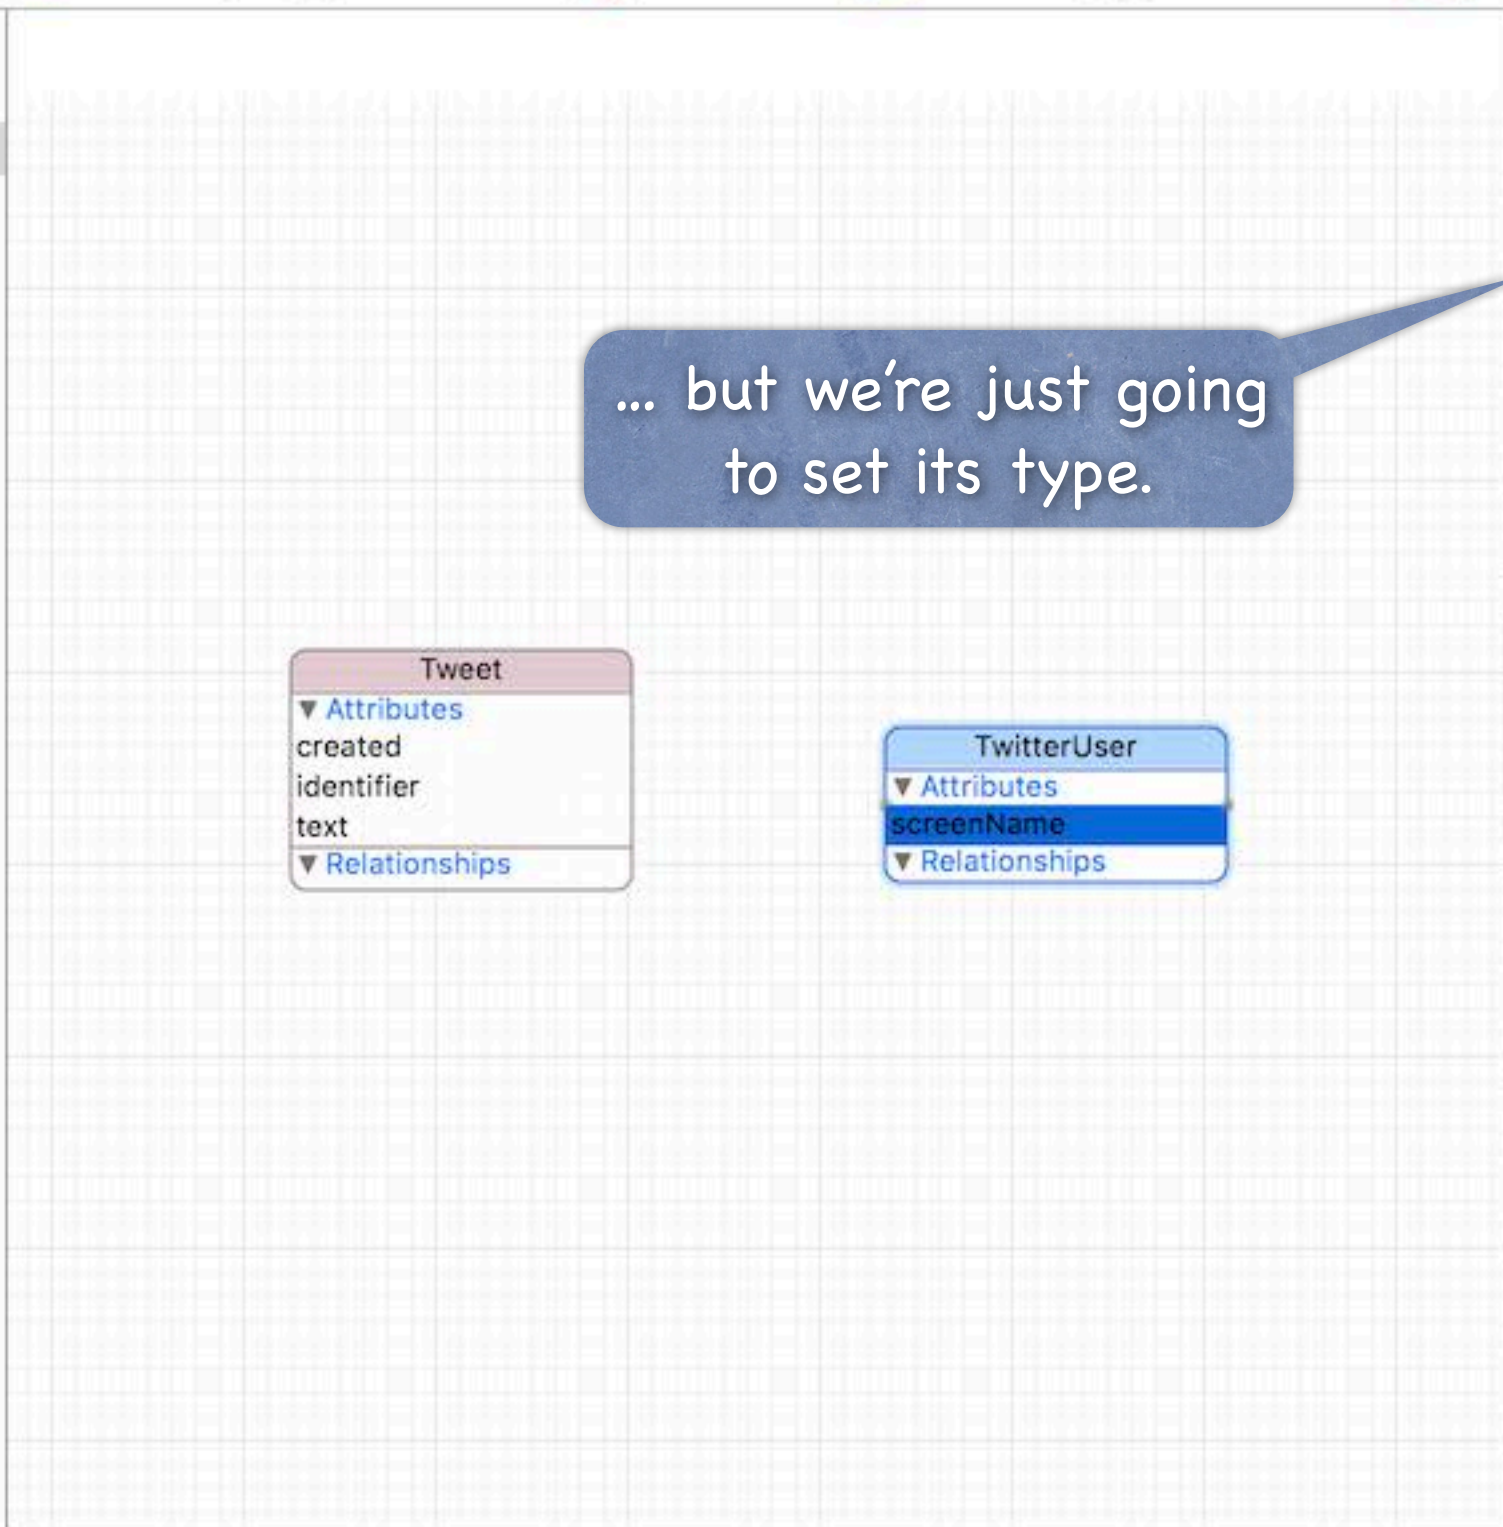 ... but we're just going
to set its type.
Tweet
▼ Attributes
created
identifier
text
▼ Relationships
TwitterUser
▼ Attributes
screenName
▼ Relationships